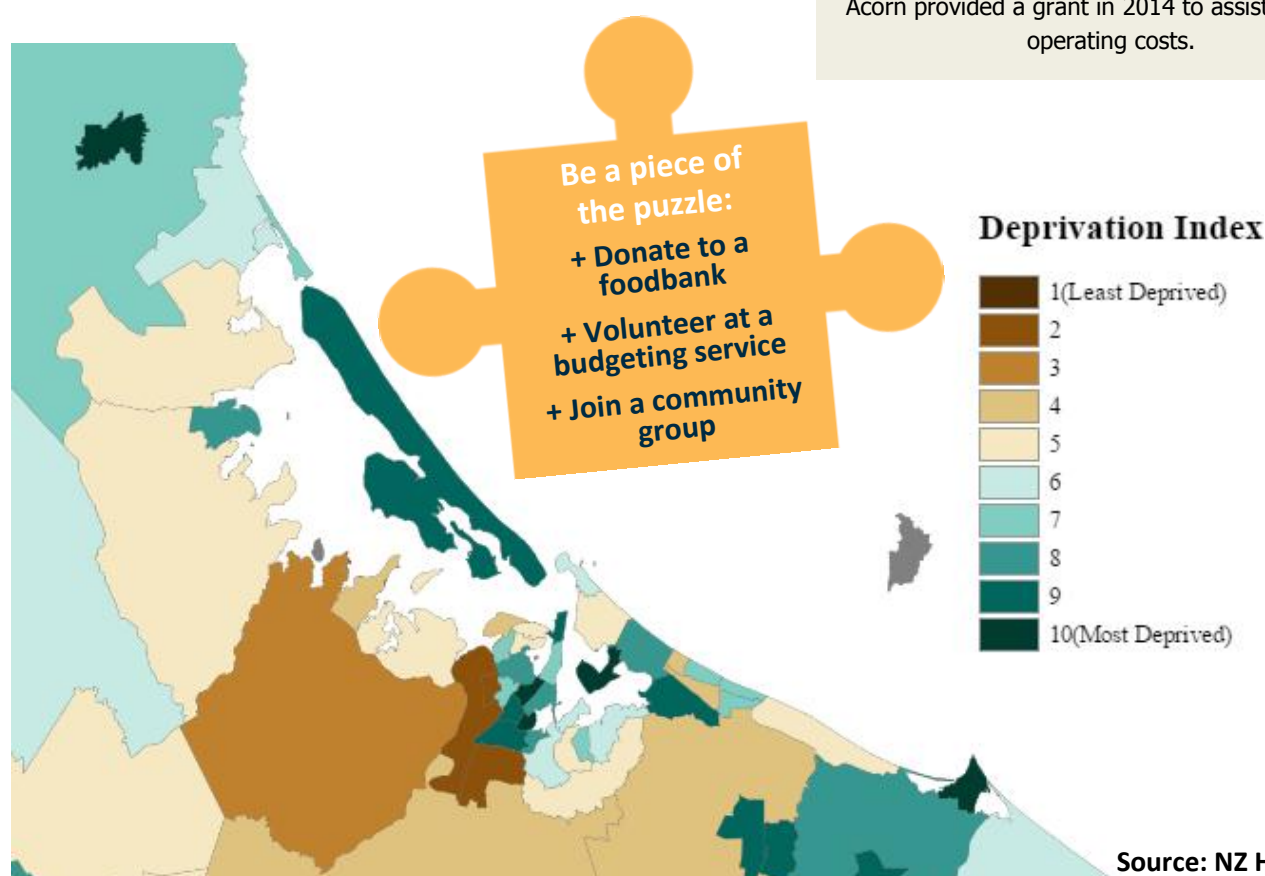 Acorn provided a grant in 2014 to assist
operating costs.
Be a piece of
the puzzle:
+ Donate to a
foodbank
+ Volunteer at a
budgeting service
+ Join a community
group
Deprivation Index
1(Least Deprived)
2
3
4
5
6
7
8
9
10(Most Deprived)
Source: NZ H